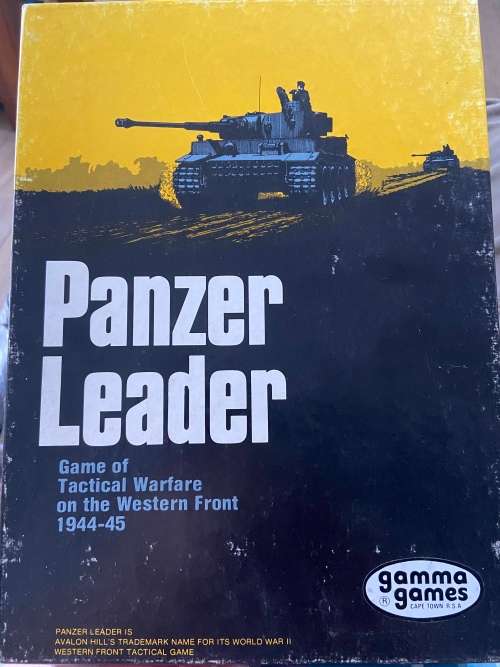 Panzer
Leader
Game of
Tactical Warfare
on the Western Front
1944-45
gamma
games
®
CAPE TOWN R.S.A
PANZER LEADER IS
AVALON HILL'S TRADEMARK NAME FOR ITS WORLD WAR II
WESTERN FRONT TACTICAL GAME